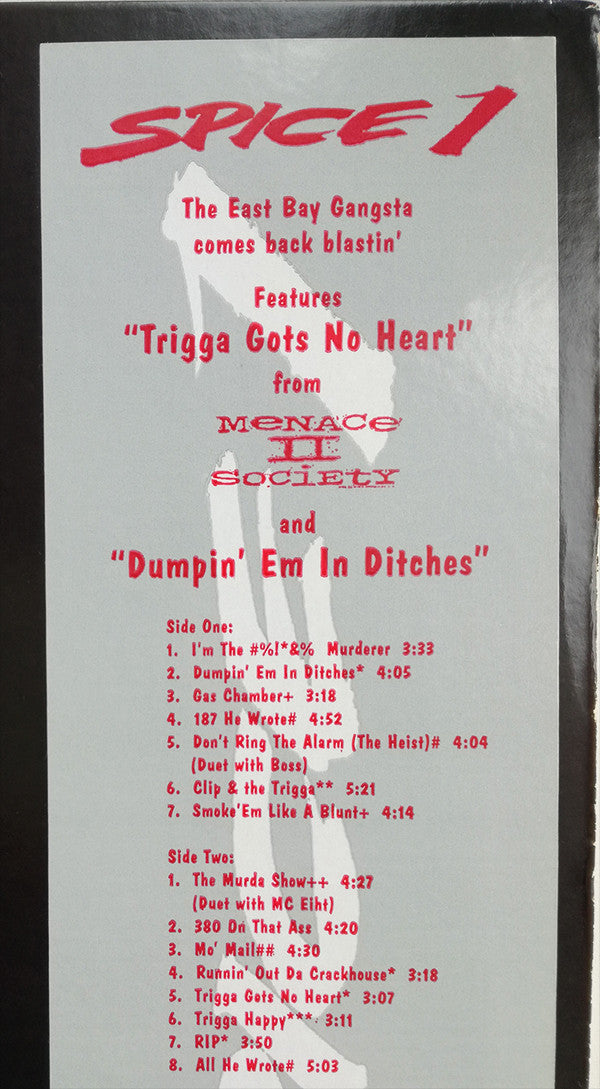 SPICE 1
The East Bay Gangsta
comes back blastin'
Features
"Trigga Gots No Heart"
from
MeNACe
II
SociEtY
and
"Dumpin' Em In Ditches"
Side One:
1. I'm The #%!*&% Murderer 3:33
2. Dumpin' Em In Ditches* 4:05
3. Gas Chamber+ 3:18
4. 187 He Wrote# 4:52
5. Don't Ring The Alarm (The Heist)# 4:04
(Duet with Boss)
6. Clip & the Trigga** 5:21
7. Smoke'Em Like A Blunt+ 4:14
Side Two:
1. The Murda Show++ 4:27
(Duet with MC Eiht)
2. 380 On That Ass 4:20
3. Mo' Mail## 4:30
4. Runnin' Out Da Crackhouse* 3:18
5. Trigga Gots No Heart* 3:07
6. Trigga Happy*** 3:11
7. RIP* 3:50
8. All He Wrote# 5:03